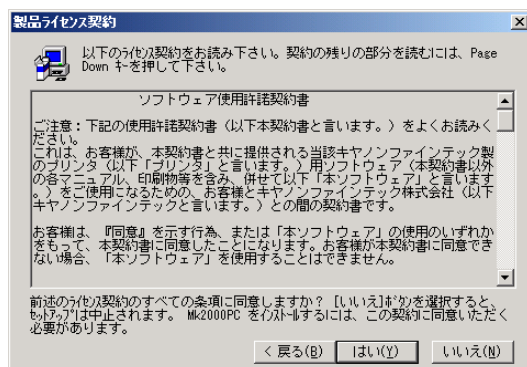 製品ライセンス契約
以下のライセンス契約をお読み下さい。契約の残りの部分を読むには、Page
Down キーを押して下さい。
ソフトウェア使用許諾契約書
ご注意：下記の使用許諾契約書（以下本契約書と言います。）をよくお読みく
ださい。
これは、お客様が、本契約書と共に提供される当該キヤノンファインテック製
のプリンタ（以下「プリンタ」と言います。）用ソフトウェア（本契約書以外
の各マニュアル、印刷物等を含み、併せて以下「本ソフトウェア」と言います
。）をご使用になるための、お客様とキヤノンファインテック株式会社（以下
キヤノンファインテックと言います。）との間の契約書です。
お客様は、『同意』を示す行為、または「本ソフトウェア」の使用のいずれか
をもって、本契約書に同意したことになります。お客様が本契約書に同意でき
ない場合、「本ソフトウェア」を使用することはできません。
前述のライセンス契約のすべての条項に同意しますか？ [いいえ]ボタンを選択すると、
セットアップは中止されます。 Mk2000PC をインストールするには、この契約に同意いただく
必要があります。
< 戻る(B) はい(Y) いいえ(N)